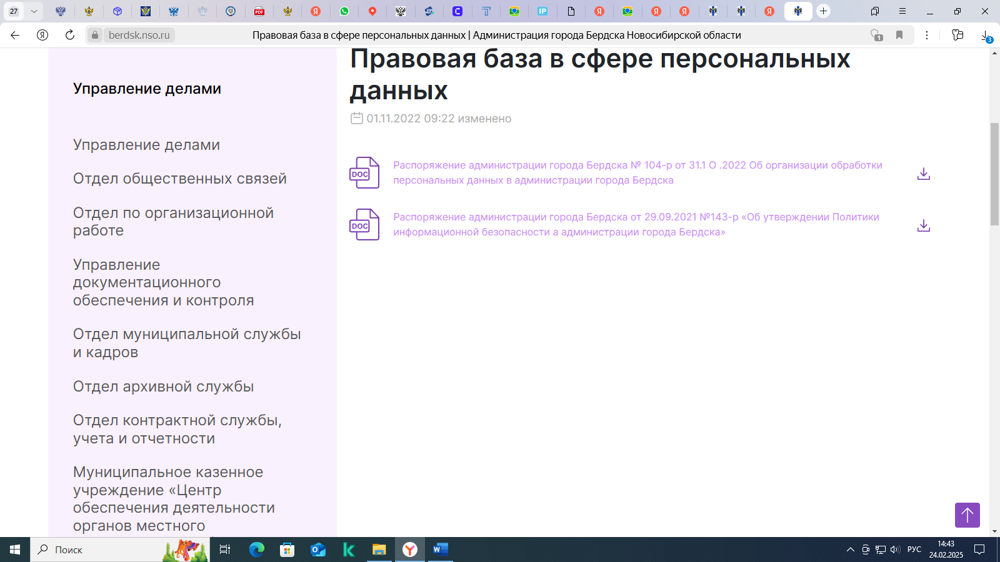 27
berdsk.nso.ru
Правовая база в сфере персональных данных | Администрация города Бердска Новосибирской области
1
3
Управление делами
Управление делами
Отдел общественных связей
Отдел по организационной
работе
Управление
документационного
обеспечения и контроля
Отдел муниципальной службы
и кадров
Отдел архивной службы
Отдел контрактной службы,
учета и отчетности
Муниципальное казенное
учреждение «Центр
обеспечения деятельности
органов местного
Правовая база в сфере персональных
данных
01.11.2022 09:22 изменено
DOC
Распоряжение администрации города Бердска № 104-р от 31.1 О .2022 Об организации обработки
персональных данных в администрации города Бердска
DOC
Распоряжение администрации города Бердска от 29.09.2021 №143-р «Об утверждении Политики
информационной безопасности а администрации города Бердска»
Поиск
РУС
14:43
24.02.2025